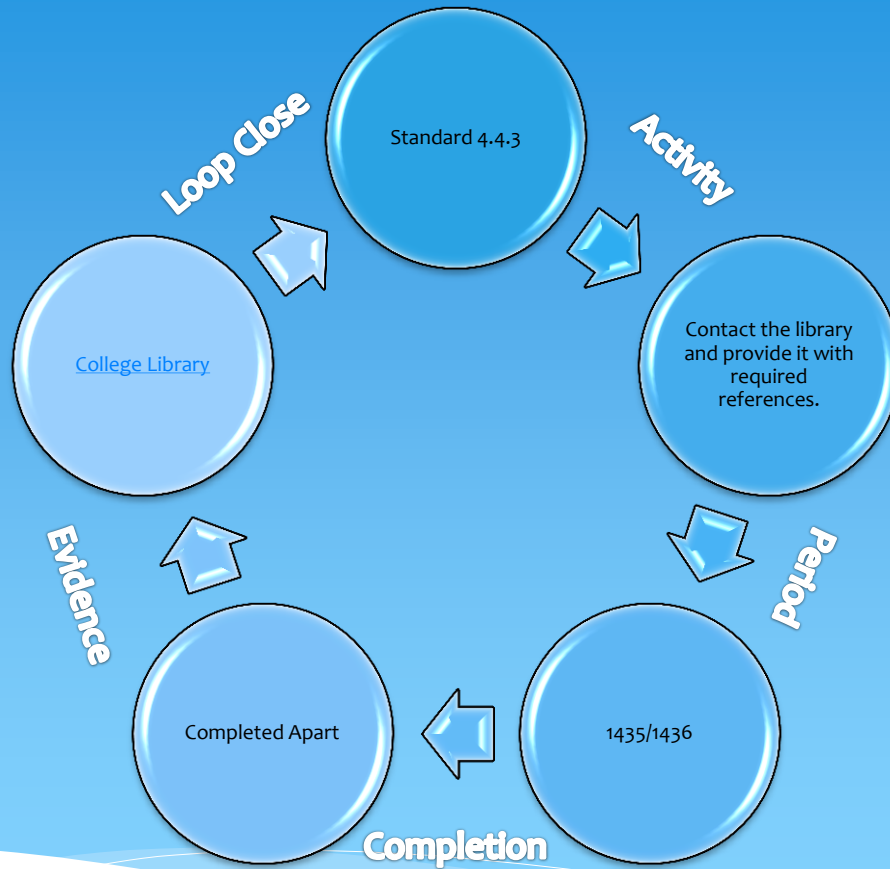 Standard 4.4.3
Activity
Contact the library
and provide it with
required
references.
Period
1435/1436
Completion
Completed Apart
Evidence
College Library
Loop Close